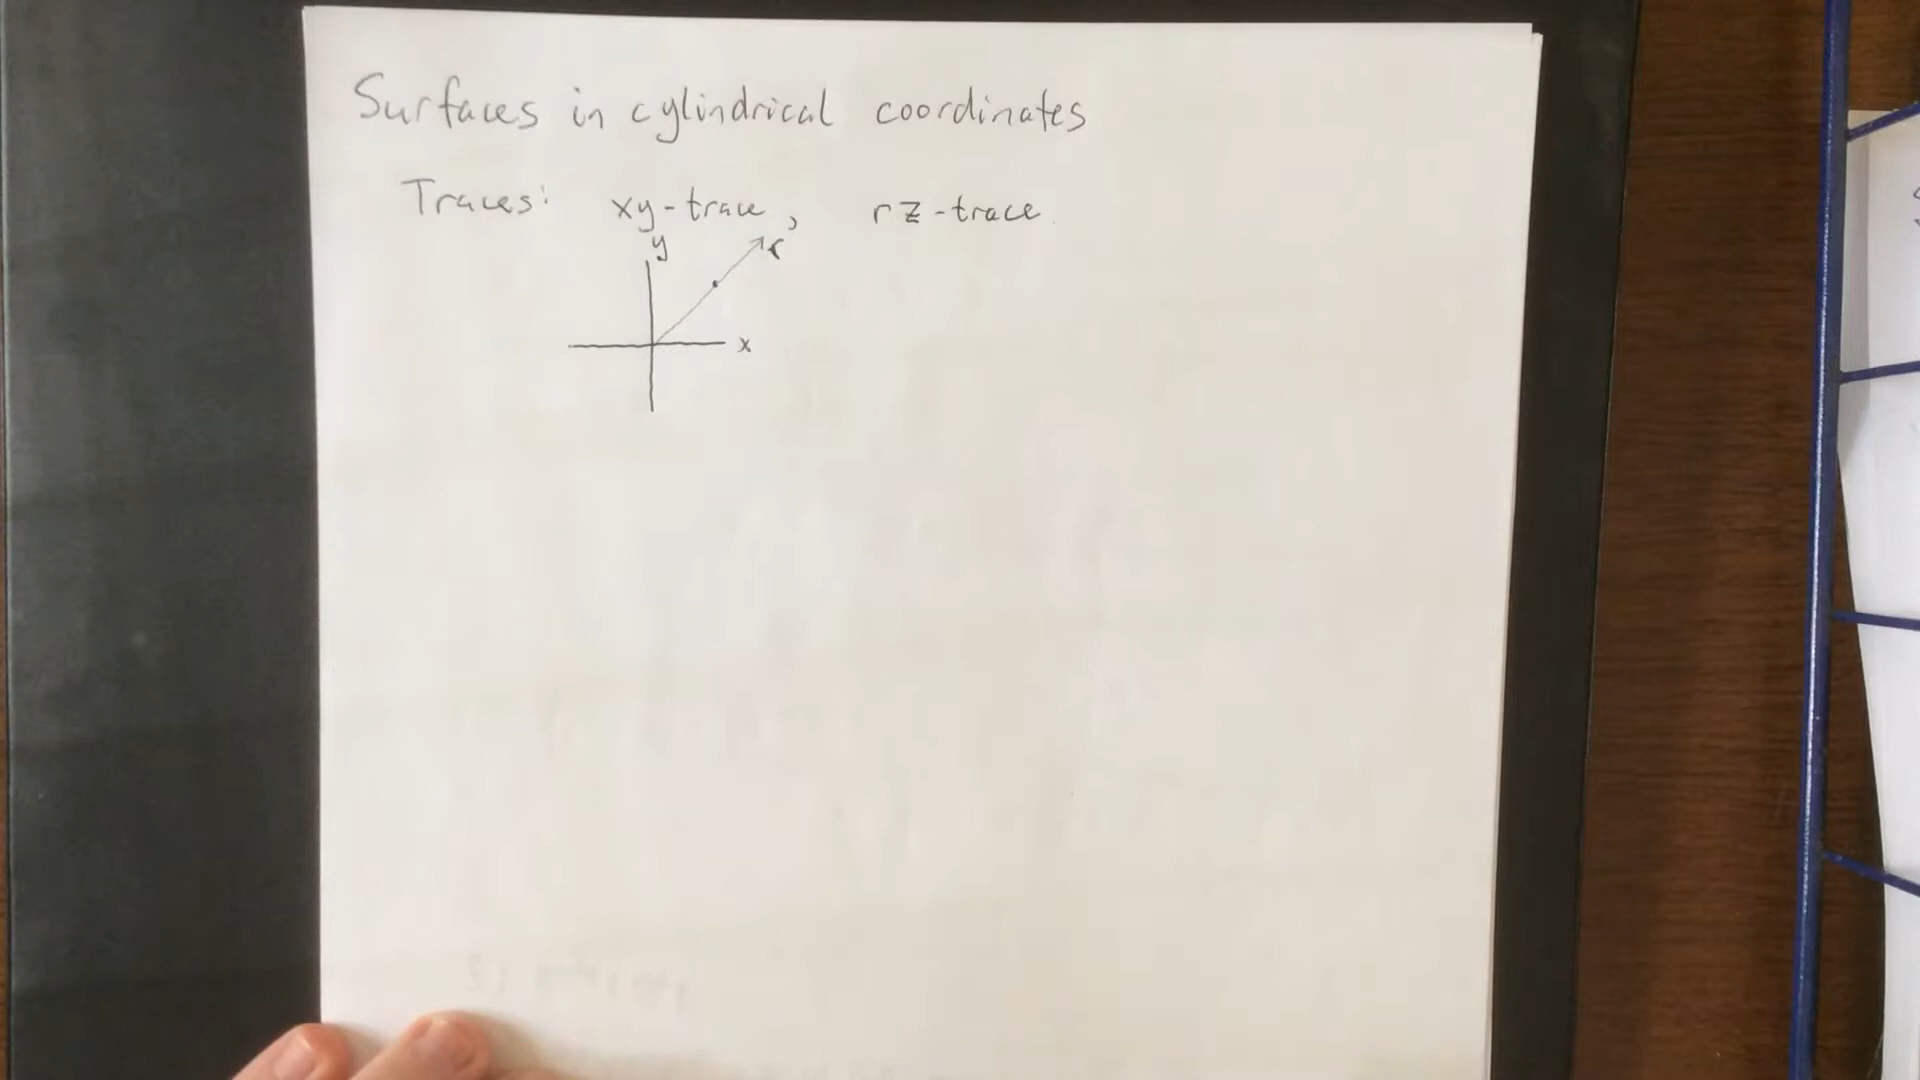 Surfaces in cylindrical coordinates
Traces: xy-trace, rz-trace
y
r
x